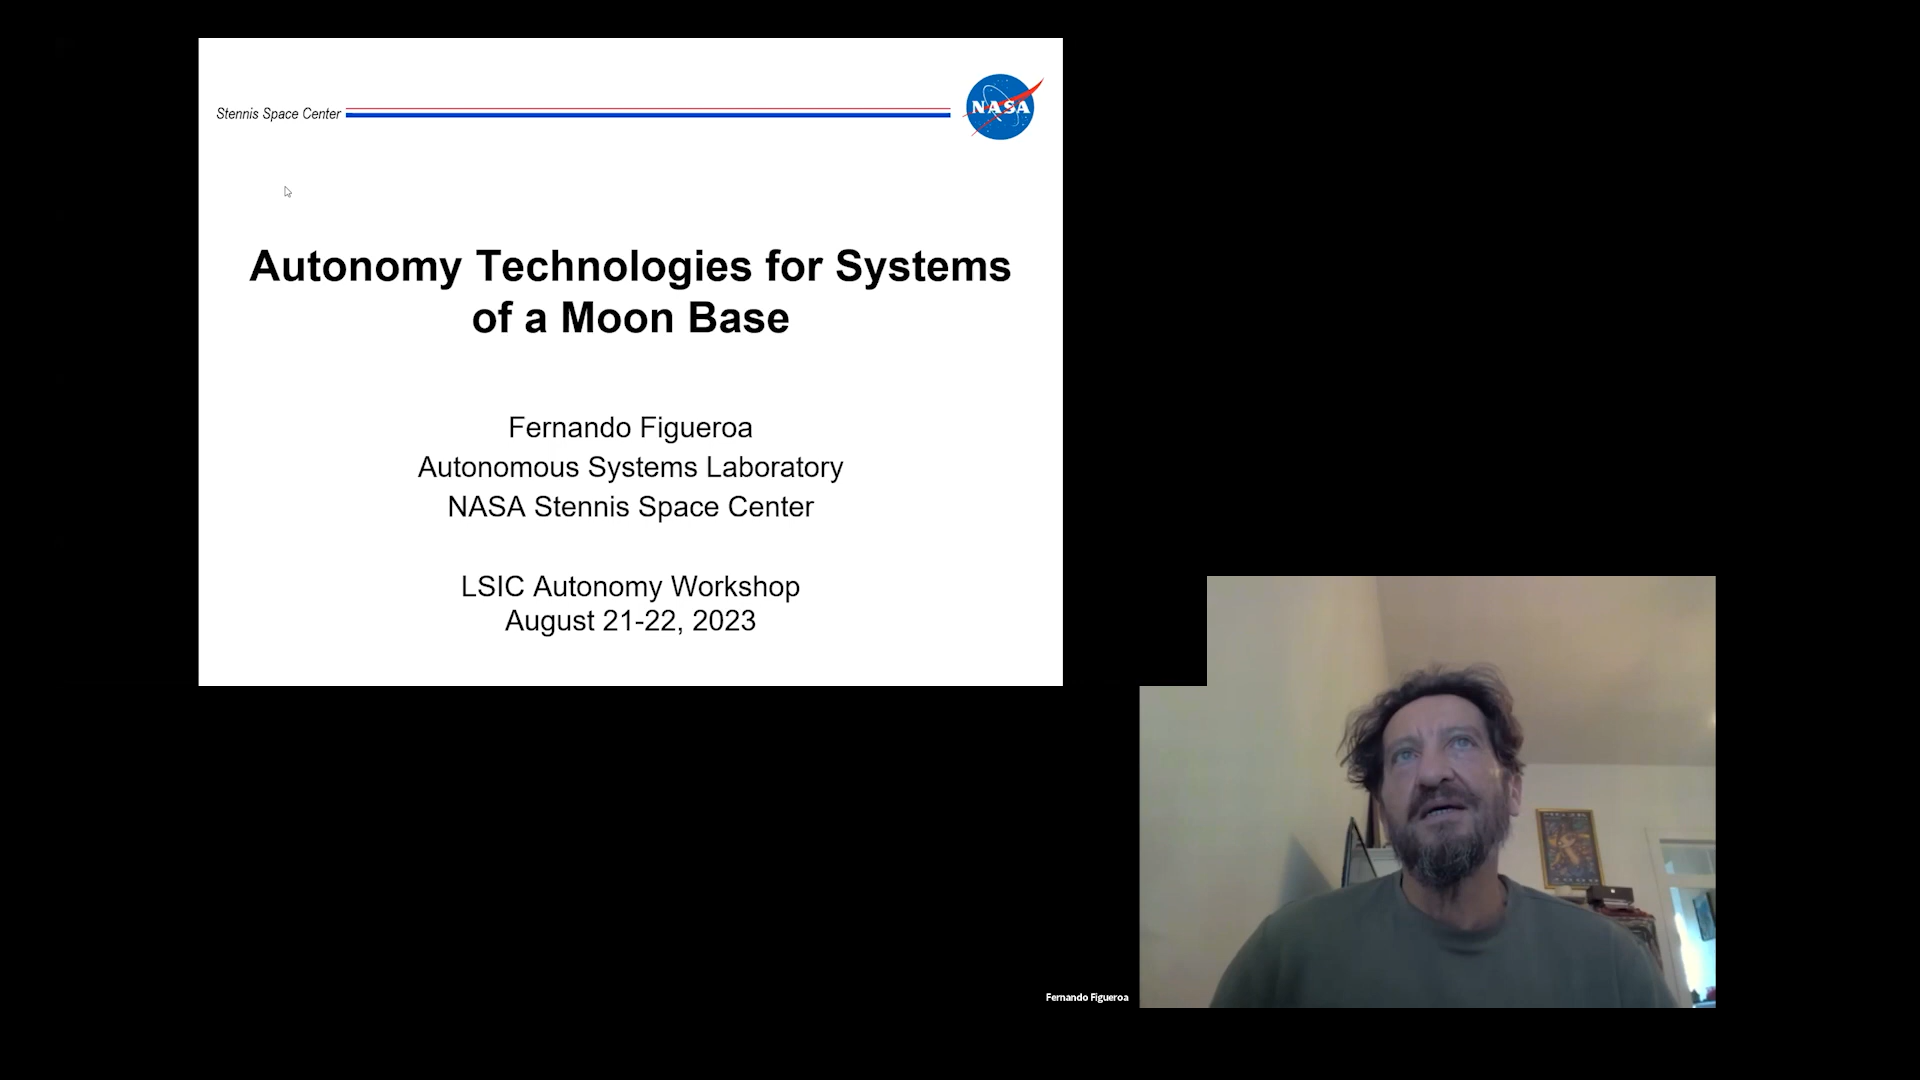 Stennis Space Center
NASA
Autonomy Technologies for Systems
of a Moon Base
Fernando Figueroa
Autonomous Systems Laboratory
NASA Stennis Space Center
LSIC Autonomy Workshop
August 21-22, 2023
Fernando Figueroa